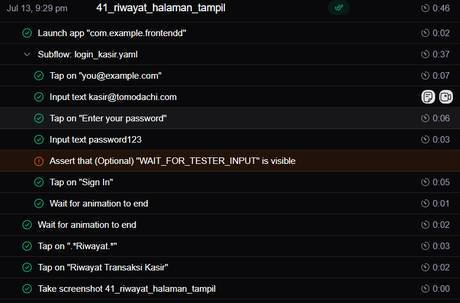 Jul 13, 9:29 pm 41_riwayat_halaman_tampil 0:46
Launch app "com.example.frontendd" 0:02
Subflow: login_kasir.yaml 0:37
Tap on "you@example.com" 0:07
Input text kasir@tomodachi.com
Tap on "Enter your password" 0:06
Input text password123 0:03
Assert that (Optional) "WAIT_FOR_TESTER_INPUT" is visible
Tap on "Sign In" 0:05
Wait for animation to end 0:01
Wait for animation to end 0:02
Tap on ".*Riwayat.*" 0:03
Tap on "Riwayat Transaksi Kasir" 0:02
Take screenshot 41_riwayat_halaman_tampil 0:00